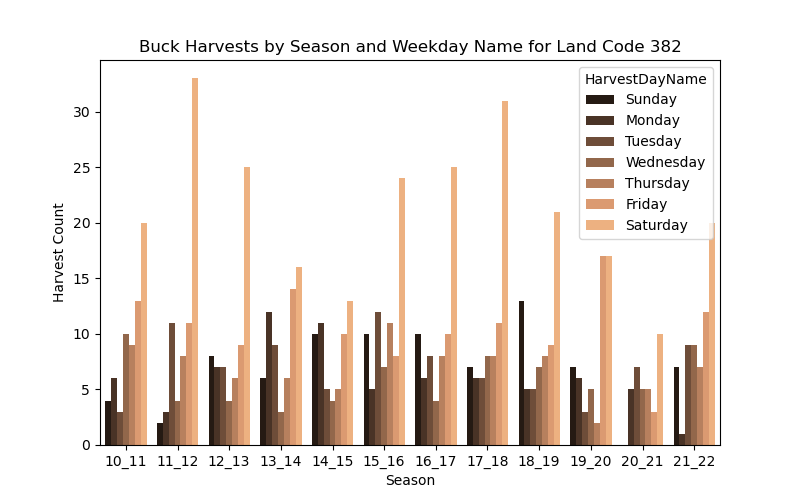 Buck Harvests by Season and Weekday Name for Land Code 382
HarvestDayName
Sunday
Monday
Tuesday
Wednesday
Thursday
Friday
Saturday
Harvest Count
30
25
20
15
10
5
0
10_11 11_12 12_13 13_14 14_15 15_16 16_17 17_18 18_19 19_20 20_21 21_22
Season